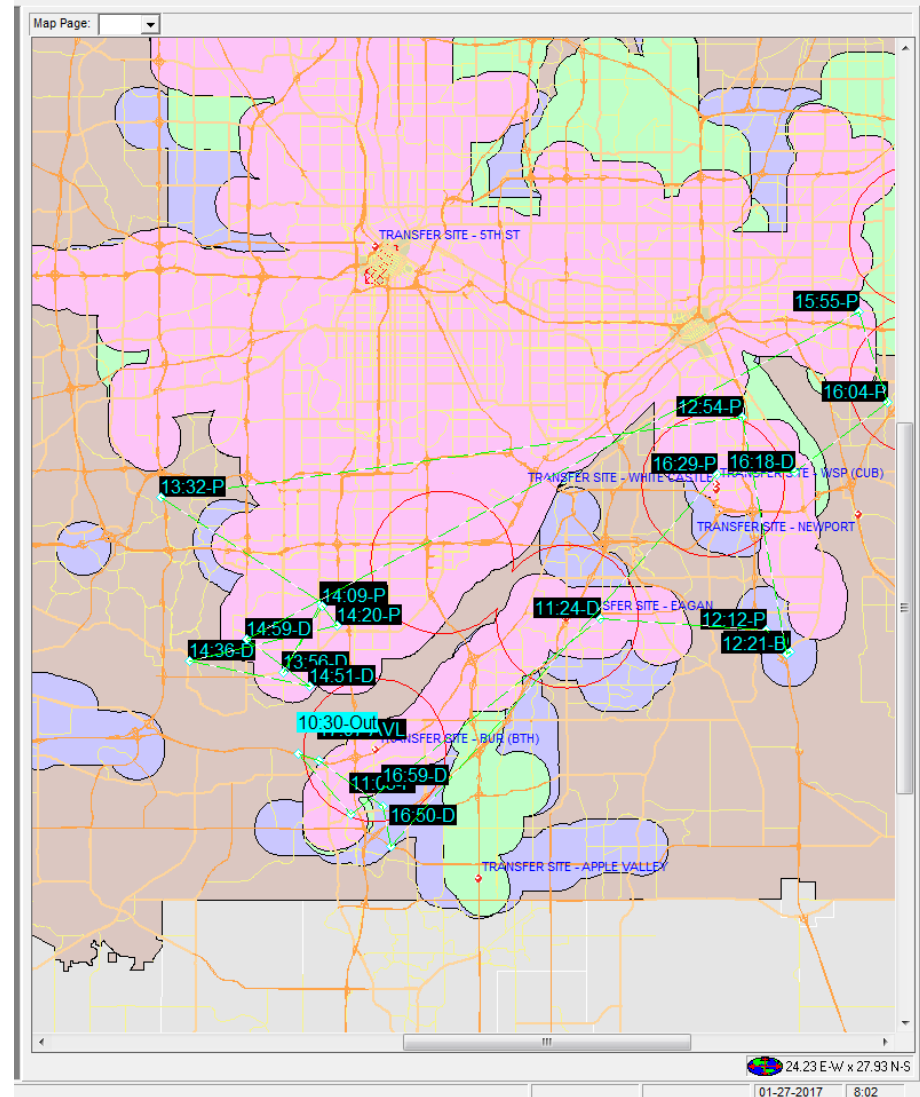 Map Page:
TRANSFER SITE - 5TH ST
15:55-P
16:04-P
12:54-P
16:29-P
16:18-D
TRANSFER SITE - WHITE CASTLE
TRANSFER SITE - WSP (CUB)
13:32-P
TRANSFER SITE - NEWPORT
14:09-P
14:20-P
11:24-D
SFER SITE - EAGAN
12:12-P
12:21-B
14:59-D
14:36-D
13:56-D
14:51-D
10:30-Out
AVL
TRANSFER SITE - BUR (BTH)
16:59-D
16:50-D
TRANSFER SITE - APPLE VALLEY
24.23 E-W x 27.93 N-S
01-27-2017
8:02